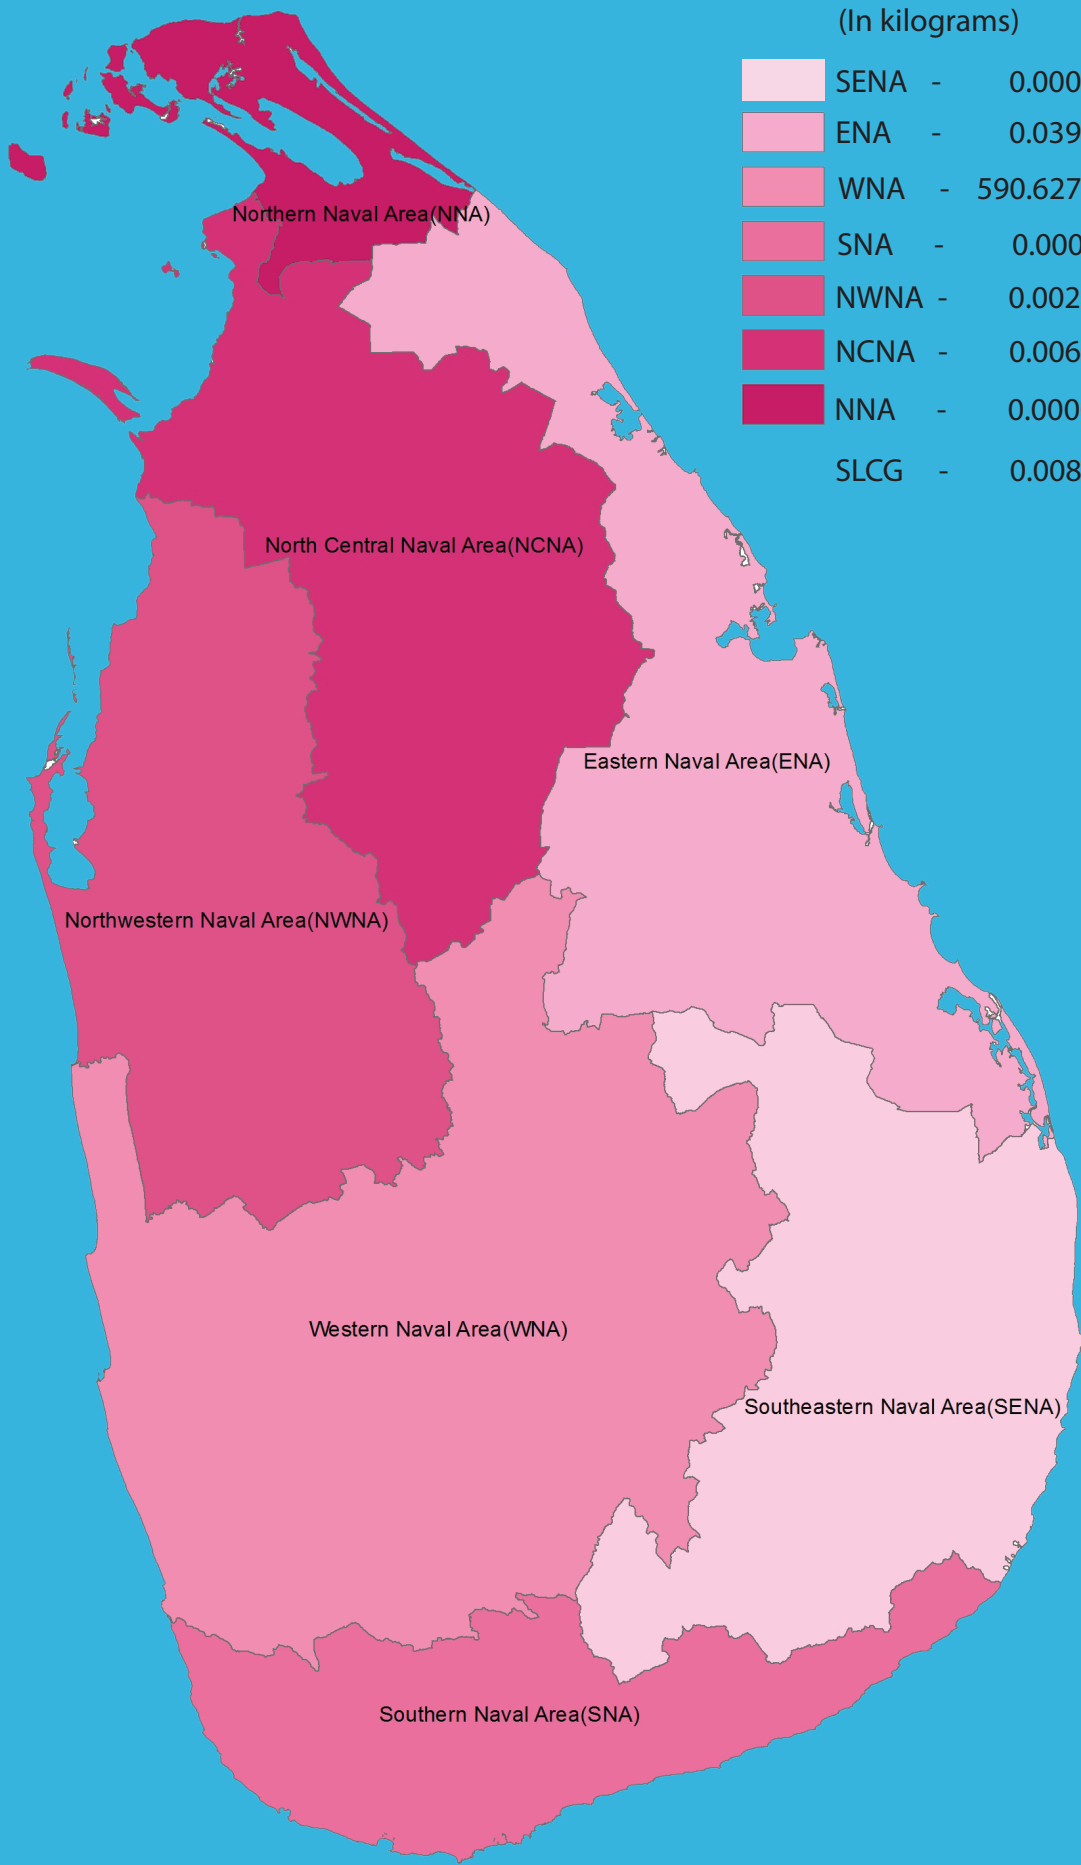 (In kilograms)
SENA - 0.000
ENA - 0.039
WNA - 590.627
SNA - 0.000
NWNA - 0.002
NCNA - 0.006
NNA - 0.000
SLCG - 0.008
Northern Naval Area(NNA)
North Central Naval Area(NCNA)
Eastern Naval Area(ENA)
Northwestern Naval Area(NWNA)
Western Naval Area(WNA)
Southeastern Naval Area(SENA)
Southern Naval Area(SNA)